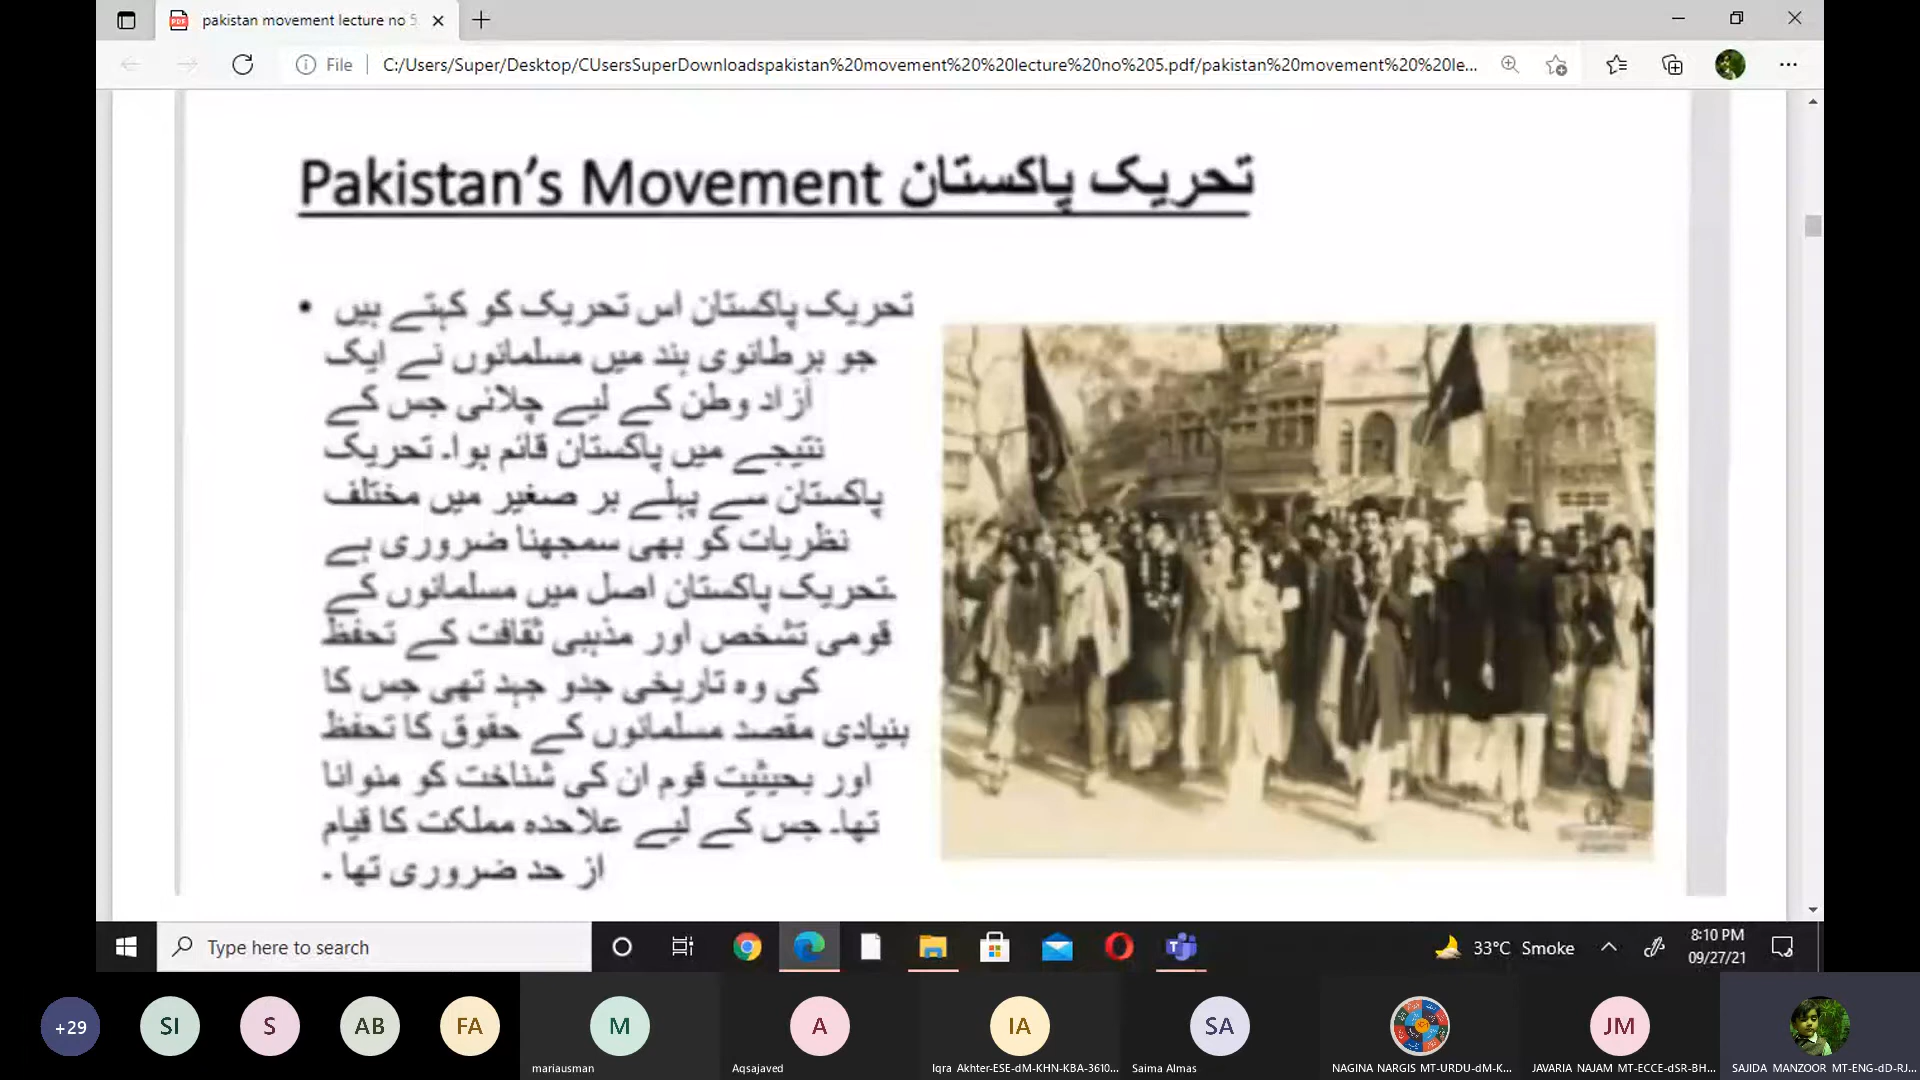 pakistan movement lecture no 5
File
C:/Users/Super/Desktop/CUsersSuperDownloadspakistan%20movement%20%20lecture%20no%205.pdf/pakistan%20movement%20%20le...
Pakistan’s Movement تحریک پاکستان
• تحریک پاکستان اس تحریک کو کہتے ہیں
جو برطانوی ہند میں مسلمانوں نے ایک
آزاد وطن کے لیے چلائی جس کے
نتیجے میں پاکستان قائم ہوا۔ تحریک
پاکستان سے پہلے بر صغیر میں مختلف
نظریات کو بھی سمجھنا ضروری ہے
۔تحریک پاکستان اصل میں مسلمانوں کے
قومی تشخص اور مذہبی ثقافت کے تحفظ
کی وہ تاریخی جدو جہد تھی جس کا
بنیادی مقصد مسلمانوں کے حقوق کا تحفظ
اور بحیثیت قوم ان کی شناخت کو منوانا
تھا۔ جس کے لیے علاحدہ مملکت کا قیام
از حد ضروری تھا ۔
Type here to search
33°C Smoke
8:10 PM
09/27/21
+29
SI
S
AB
FA
M
A
IA
SA
JM
mariausman
Aqsajaved
Iqra Akhter-ESE-dM-KHN-KBA-3610...
Saima Almas
NAGINA NARGIS MT-URDU-dM-K...
JAVARIA NAJAM MT-ECCE-dSR-BH...
SAJIDA MANZOOR MT-ENG-dD-RJ...